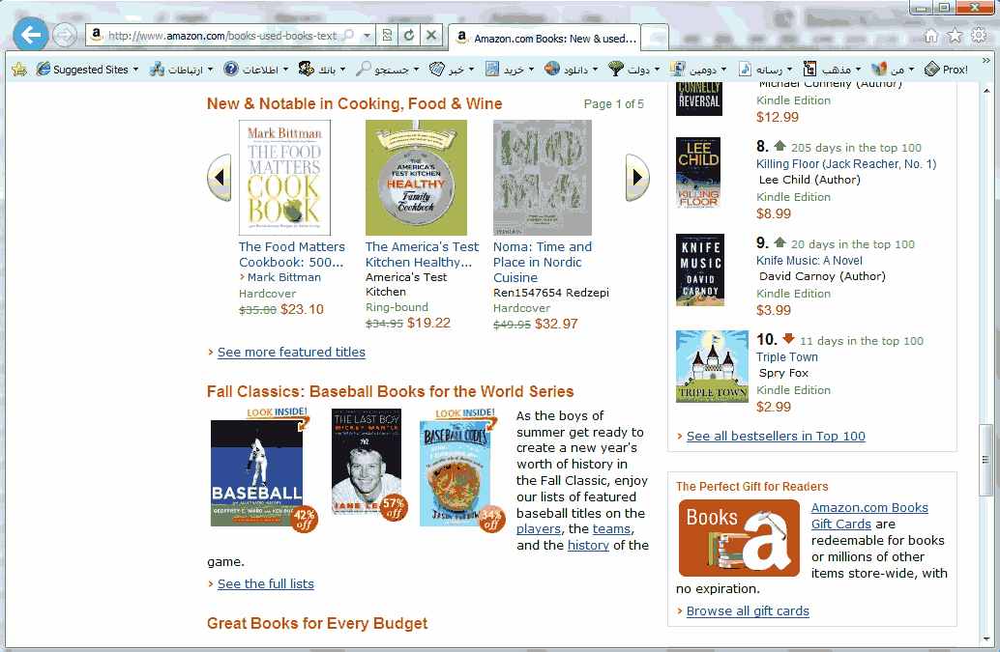 http://www.amazon.com/books-used-books-text
Amazon.com Books: New & used...
Suggested Sites
ارتباطات
اطلاعات
بانك
جستجو
خبر
خرید
دانلود
دولت
دومین
رسانه
مذهب
من
Prox!
New & Notable in Cooking, Food & Wine
Page 1 of 5
Mark Bittman
THE FOOD
MATTERS
COOK
BOOK
THE
AMERICA'S
TEST KITCHEN
HEALTHY
Family
Cookbook
NO
MA
PHAIDON
The Food Matters
Cookbook: 500...
› Mark Bittman
Hardcover
$35.00 $23.10
The America's Test
Kitchen Healthy...
America's Test
Kitchen
Ring-bound
$34.95 $19.22
Noma: Time and
Place in Nordic
Cuisine
Ren1547654 Redzepi
Hardcover
$49.95 $32.97
› See more featured titles
Fall Classics: Baseball Books for the World Series
LOOK INSIDE!
BASEBALL
GEOFFREY C. WARD AND KEN BURNS
42%
off
THE LAST BOY
MICKEY MANTLE
JANE LE
57%
off
LOOK INSIDE!
THE
BASEBALL CODES
JASON TURBOW
34%
off
As the boys of
summer get ready to
create a new year's
worth of history in
the Fall Classic, enjoy
our lists of featured
baseball titles on the
players, the teams,
and the history of the
game.
› See the full lists
Great Books for Every Budget
CONNELLY
REVERSAL
Michael Connelly (Author)
Kindle Edition
$12.99
LEE
CHILD
KILLING
FLOOR
8. 205 days in the top 100
Killing Floor (Jack Reacher, No. 1)
Lee Child (Author)
Kindle Edition
$8.99
KNIFE
MUSIC
DAVID
CARNOY
9. 20 days in the top 100
Knife Music: A Novel
David Carnoy (Author)
Kindle Edition
$3.99
TRIPLE TOWN
10. 11 days in the top 100
Triple Town
Spry Fox
Kindle Edition
$2.99
› See all bestsellers in Top 100
The Perfect Gift for Readers
Books
a
Amazon.com Books
Gift Cards are
redeemable for books
or millions of other
items store-wide, with
no expiration.
› Browse all gift cards